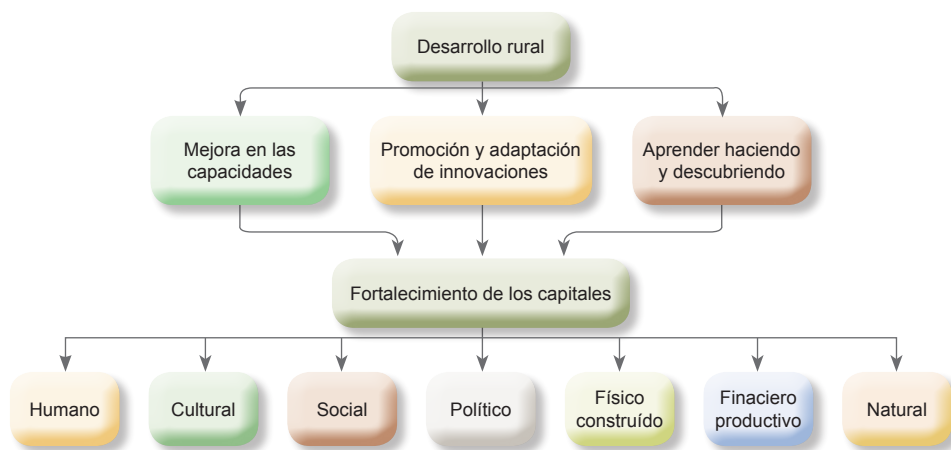 Desarrollo rural
Mejora en las
capacidades
Promoción y adaptación
de innovaciones
Aprender haciendo
y descubriendo
Fortalecimiento de los capitales
Humano
Cultural
Social
Político
Físico
construído
Finaciero
productivo
Natural